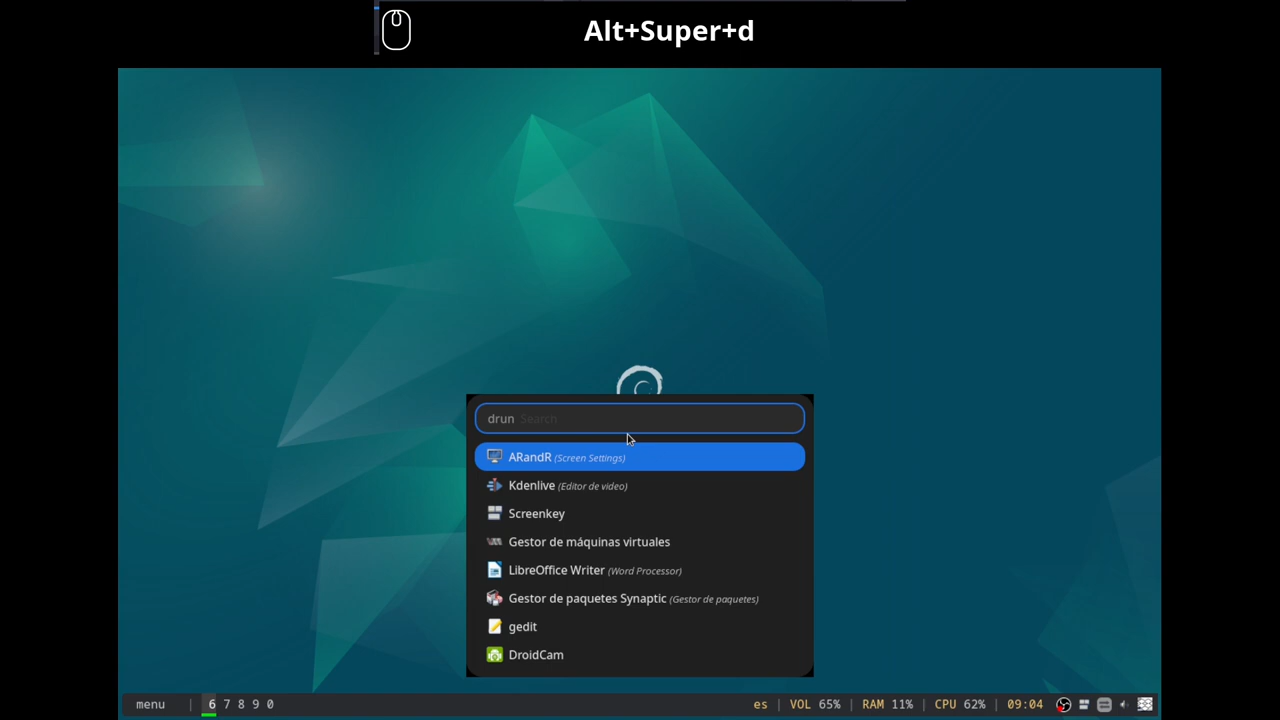 Alt+Super+d
drun Search
ARandR (Screen Settings)
Kdenlive (Editor de video)
Screenkey
Gestor de máquinas virtuales
LibreOffice Writer (Word Processor)
Gestor de paquetes Synaptic (Gestor de paquetes)
gedit
DroidCam
menu | 6 7 8 9 0 es | VOL 65% | RAM 11% | CPU 62% | 09:04